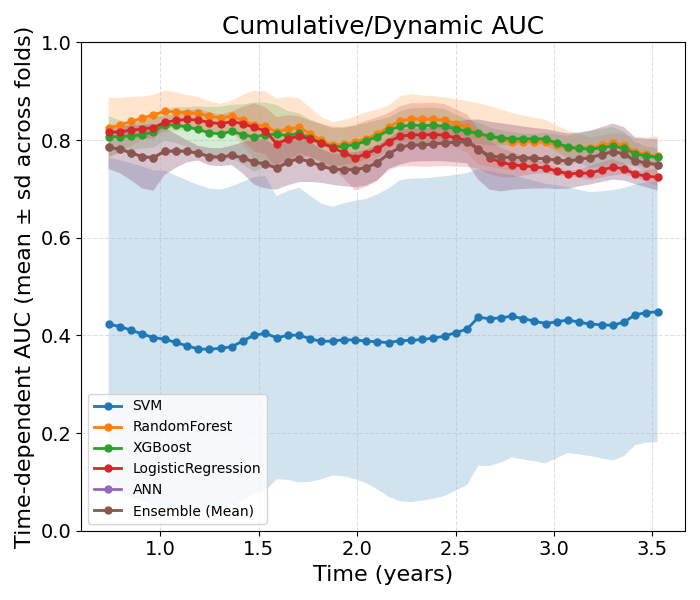 Cumulative/Dynamic AUC
Time-dependent AUC (mean ± sd across folds)
1.0
0.8
0.6
0.4
0.2
0.0
SVM
RandomForest
XGBoost
LogisticRegression
ANN
Ensemble (Mean)
1.0 1.5 2.0 2.5 3.0 3.5
Time (years)